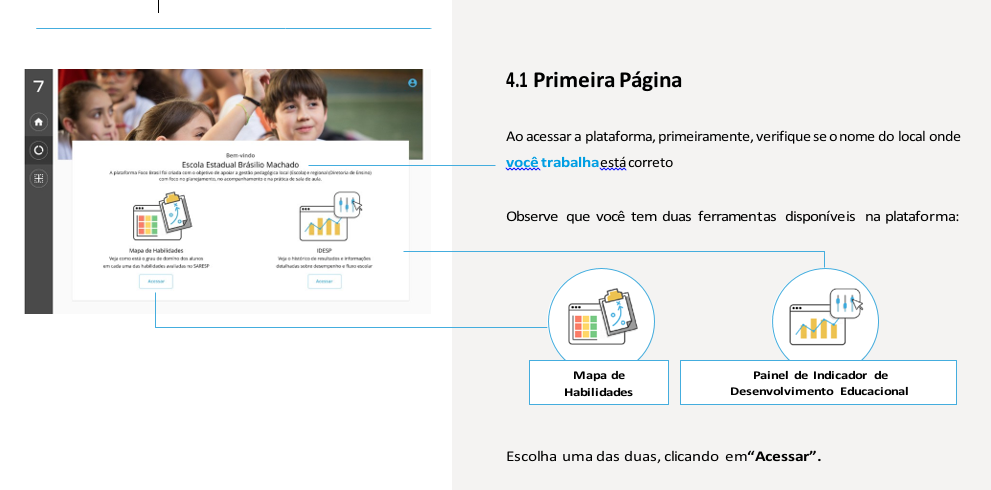 4.1 Primeira Página
Ao acessar a plataforma, primeiramente, verifique se o nome do local onde
você trabalha está correto
Observe que você tem duas ferramentas disponíveis na plataforma:
7
Bem-vindo
Escola Estadual Brásilio Machado
A plataforma Foco Brasil foi criada com o objetivo de apoiar a gestão pedagógica local (Escola) e regional (Diretoria de Ensino)
com foco no planejamento, no acompanhamento e na prática de sala de aula.
Mapa de Habilidades
Veja como está o grau de domínio dos alunos
em cada uma das habilidades avaliadas no SARESP
Acessar
IDESP
Veja o histórico de resultados e informações
detalhadas sobre desempenho e fluxo escolar
Acessar
Mapa de
Habilidades
Painel de Indicador de
Desenvolvimento Educacional
Escolha uma das duas, clicando em “Acessar”.